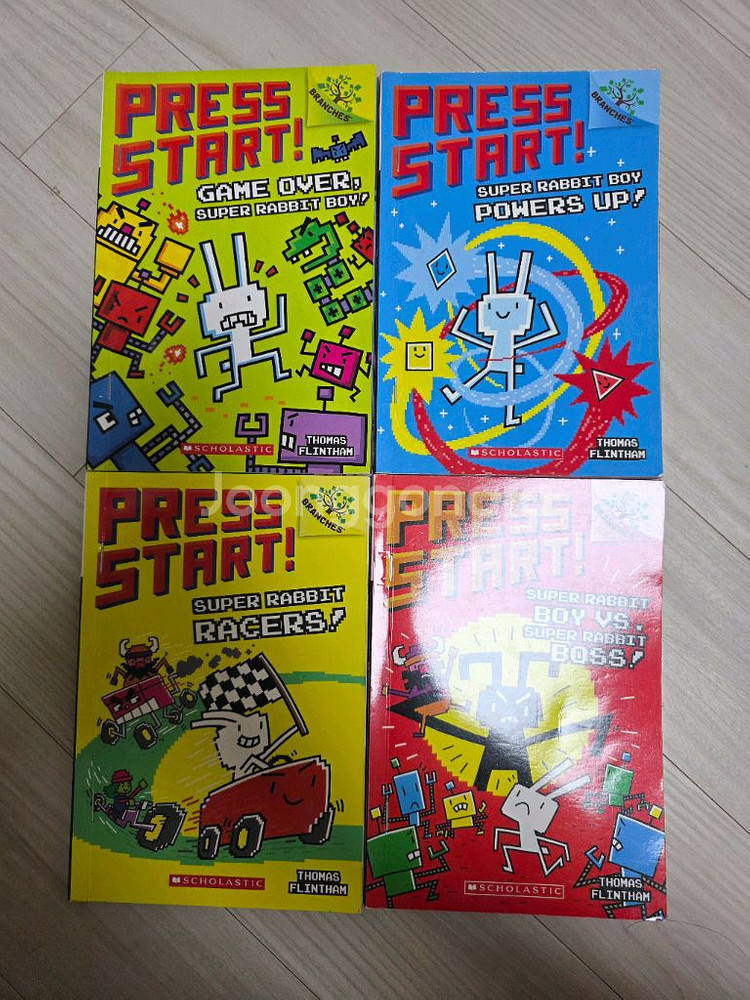 PRESS
START!
BRANCHES
GAME OVER,
SUPER RABBIT BOY!
SCHOLASTIC
THOMAS
FLINTHAM
PRESS
START!
BRANCHES
SUPER RABBIT BOY
POWERS UP!
SCHOLASTIC
THOMAS
FLINTHAM
PRESS
START!
BRANCHES
SUPER RABBIT
RACERS!
SCHOLASTIC
THOMAS
FLINTHAM
PRESS
START!
SUPER RABBIT
BOY VS.
SUPER RABBIT
BOSS!
SCHOLASTIC
THOMAS
FLINTHAM